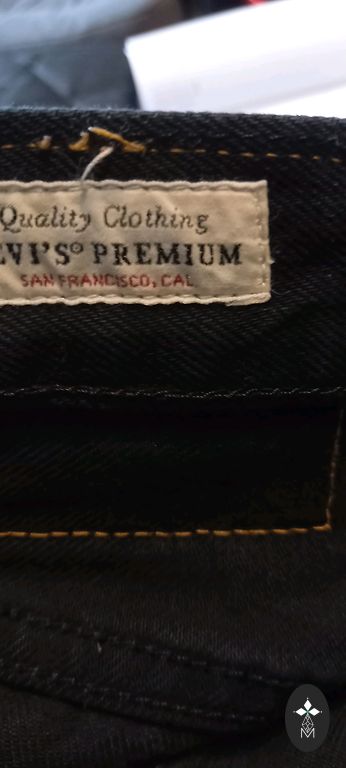 Quality Clothing
EVI'S® PREMIUM
SAN FRANCISCO, CAL
M